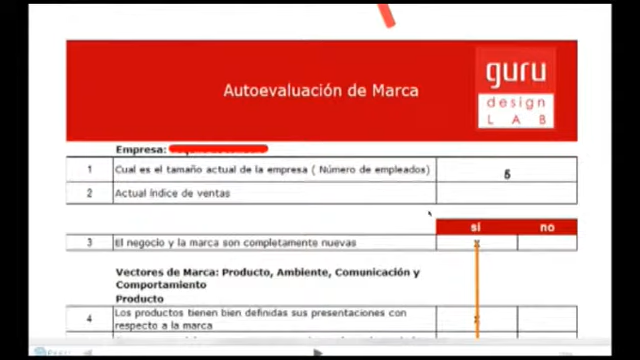 Autoevaluación de Marca
guru
design
LAB
Empresa:
1 Cual es el tamaño actual de la empresa ( Número de empleados) 5
2 Actual índice de ventas
si no
3 El negocio y la marca son completamente nuevas x
Vectores de Marca: Producto, Ambiente, Comunicación y
Comportamiento
Producto
4 Los productos tienen bien definidas sus presentaciones con x
respecto a la marca